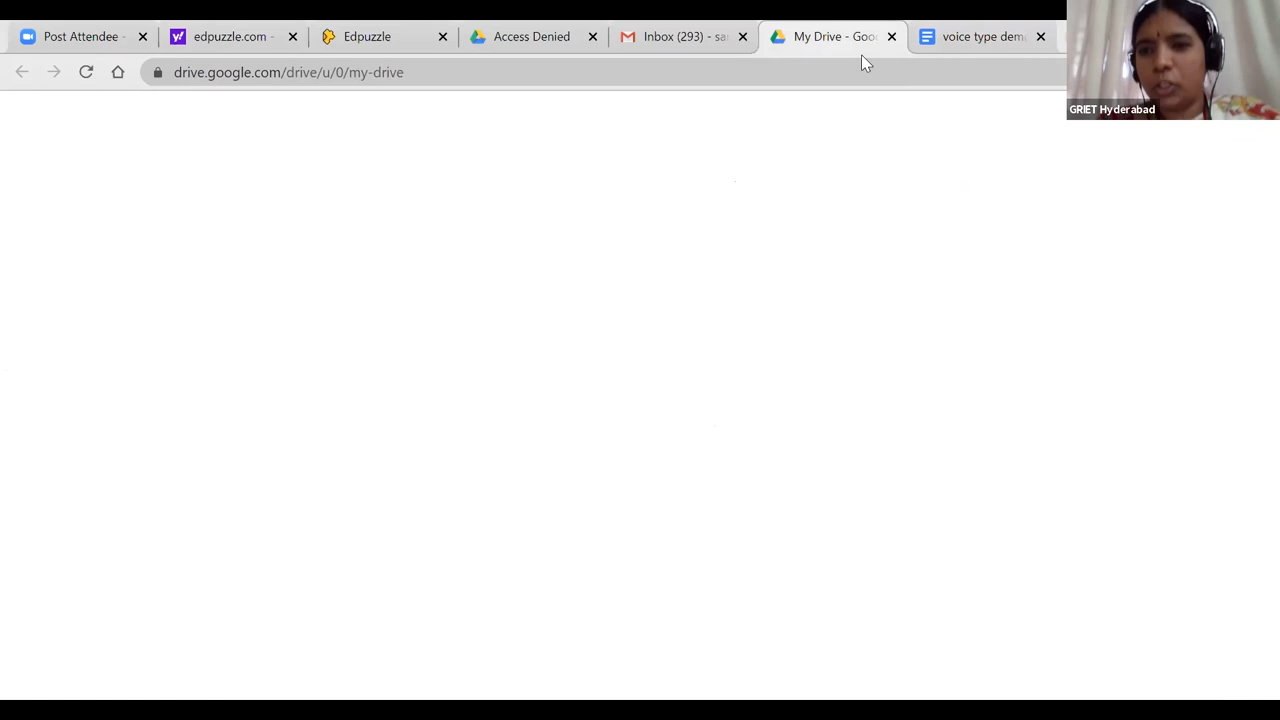 Post Attendee -
edpuzzle.com -
Edpuzzle
Access Denied
Inbox (293) - sa
My Drive - Goo
voice type dem
drive.google.com/drive/u/0/my-drive
GRIET Hyderabad